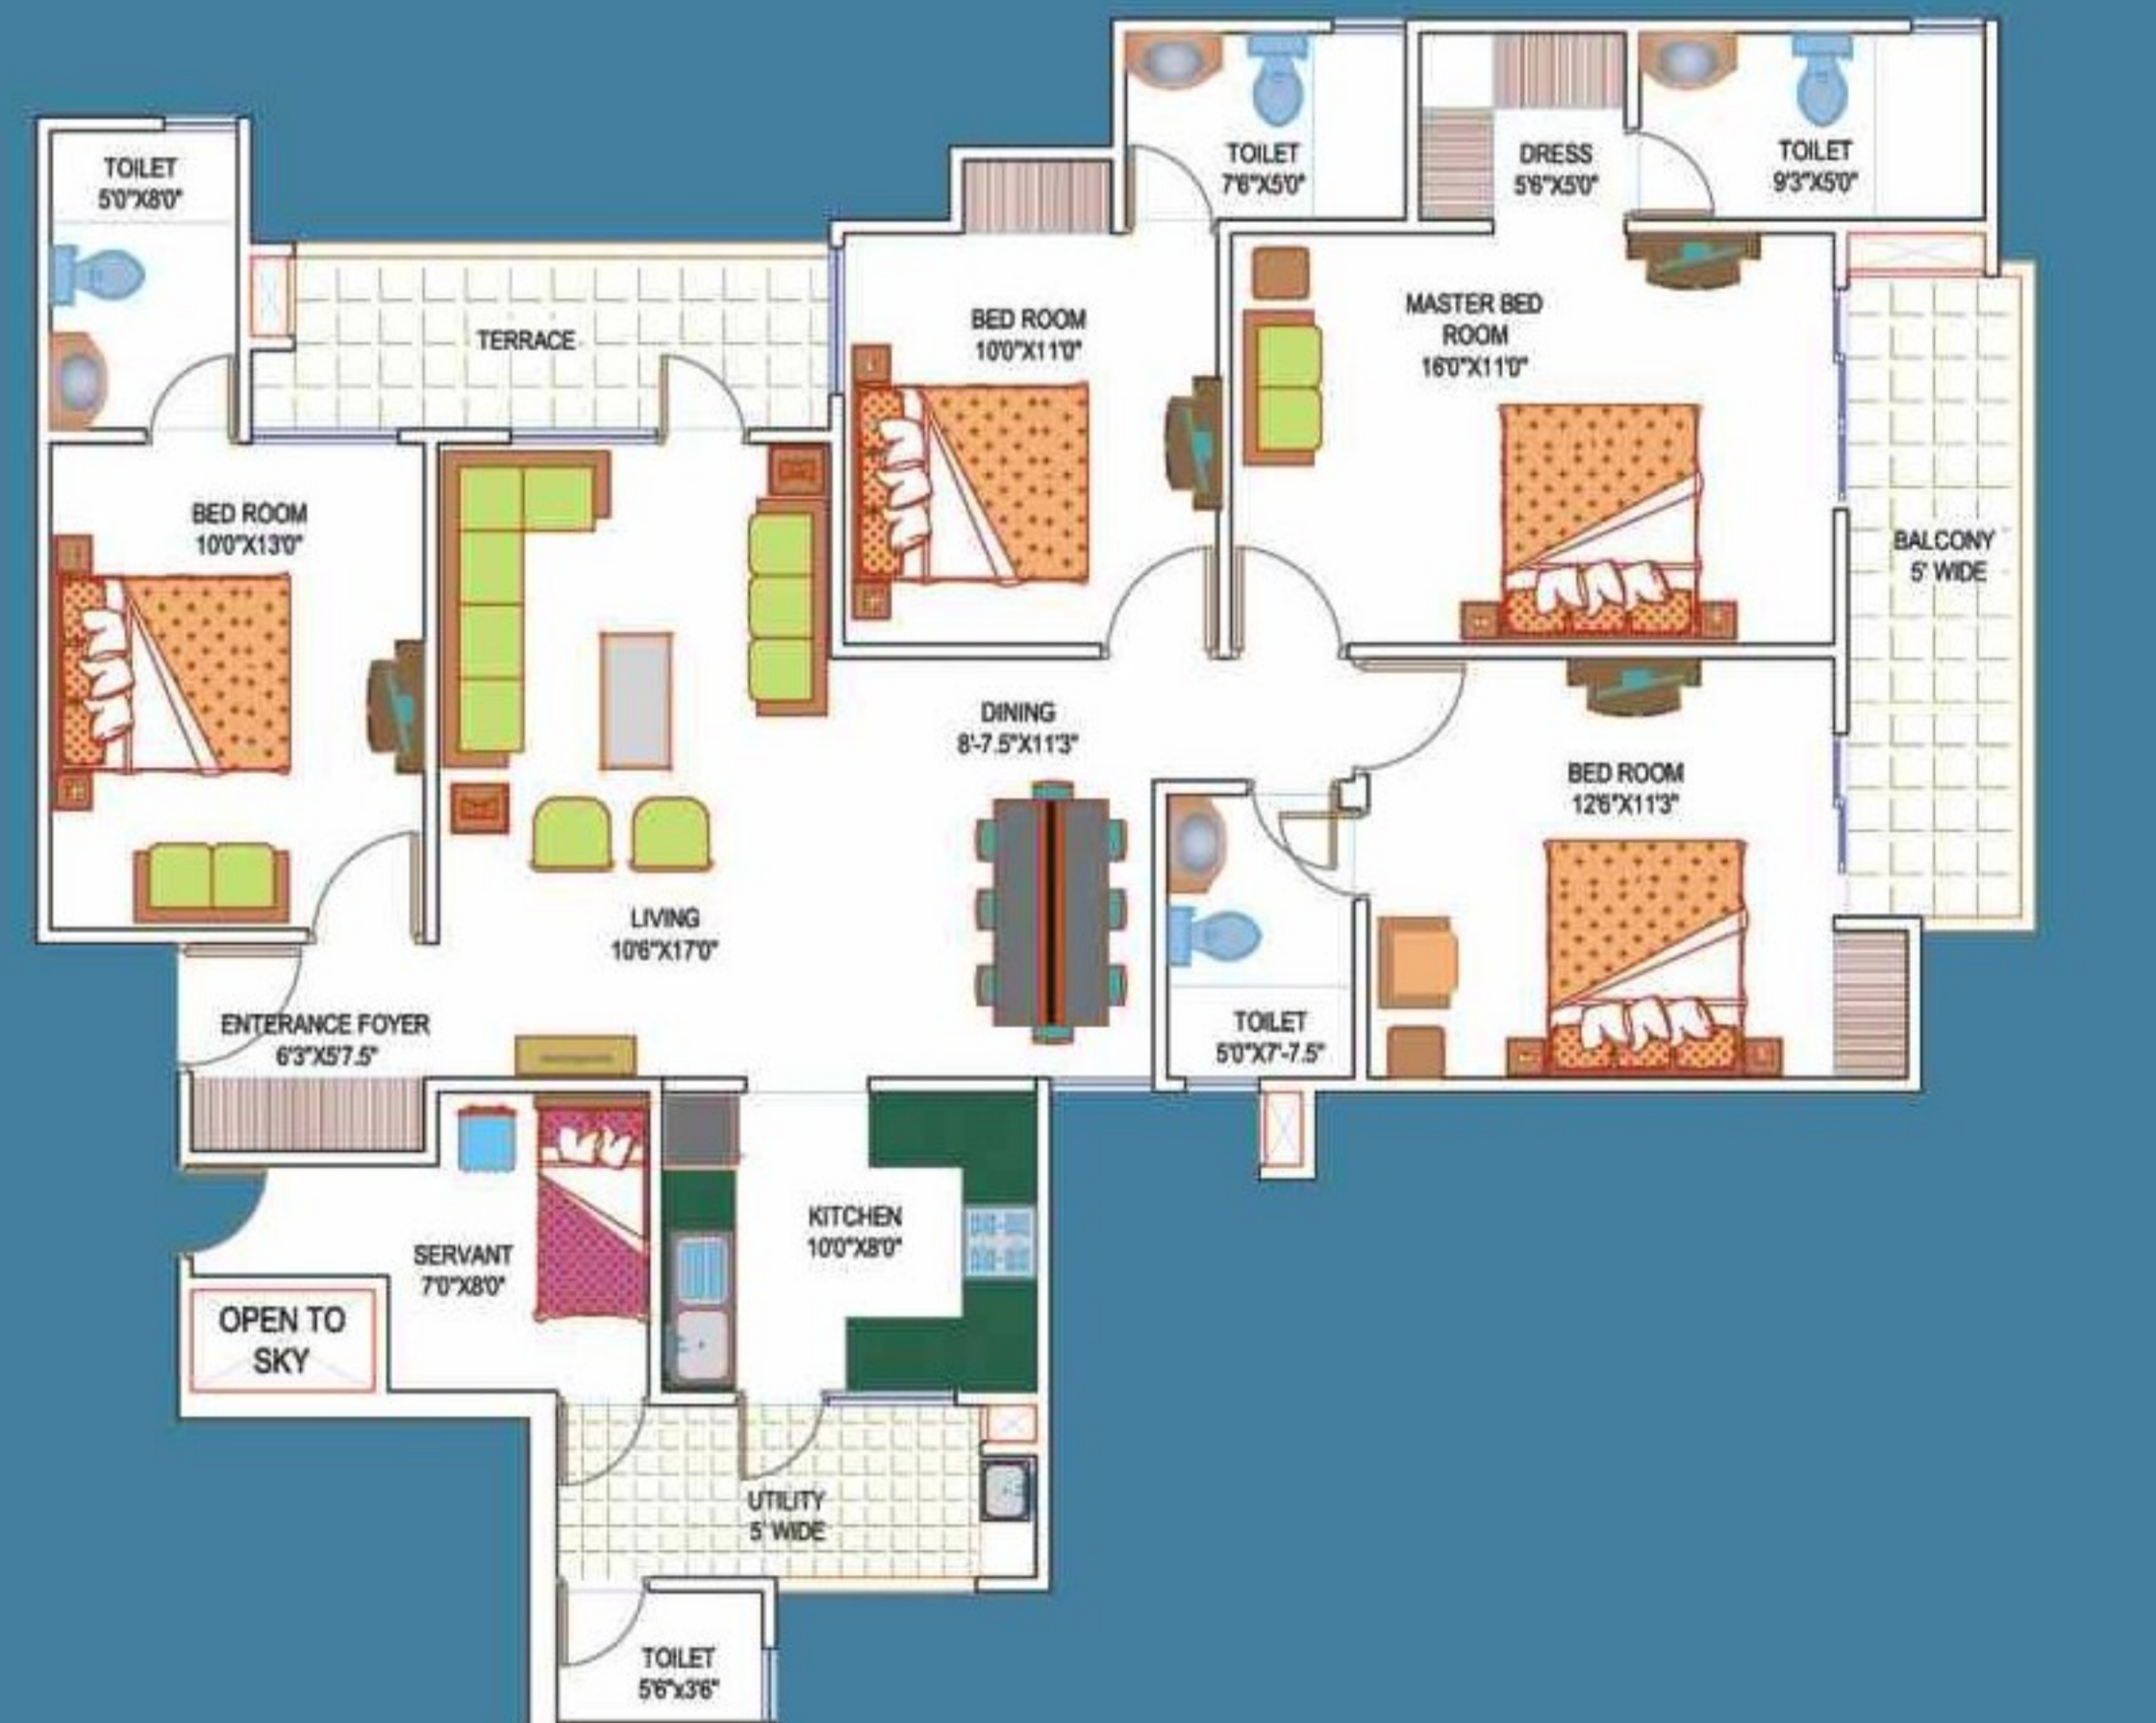 TOILET
5'0"X8'0"
TOILET
7'6"X5'0"
DRESS
5'6"X5'0"
TOILET
9'3"X5'0"
TERRACE
BED ROOM
10'0"X11'0"
MASTER BED
ROOM
16'0"X11'0"
BED ROOM
10'0"X13'0"
BALCONY
5' WIDE
DINING
8'-7.5"X11'3"
BED ROOM
12'6"X11'3"
LIVING
10'6"X17'0"
ENTERANCE FOYER
6'3"X5'7.5"
TOILET
5'0"X7'-7.5"
KITCHEN
10'0"X8'0"
SERVANT
7'0"X8'0"
OPEN TO
SKY
UTILITY
5' WIDE
TOILET
5'6"x3'6"